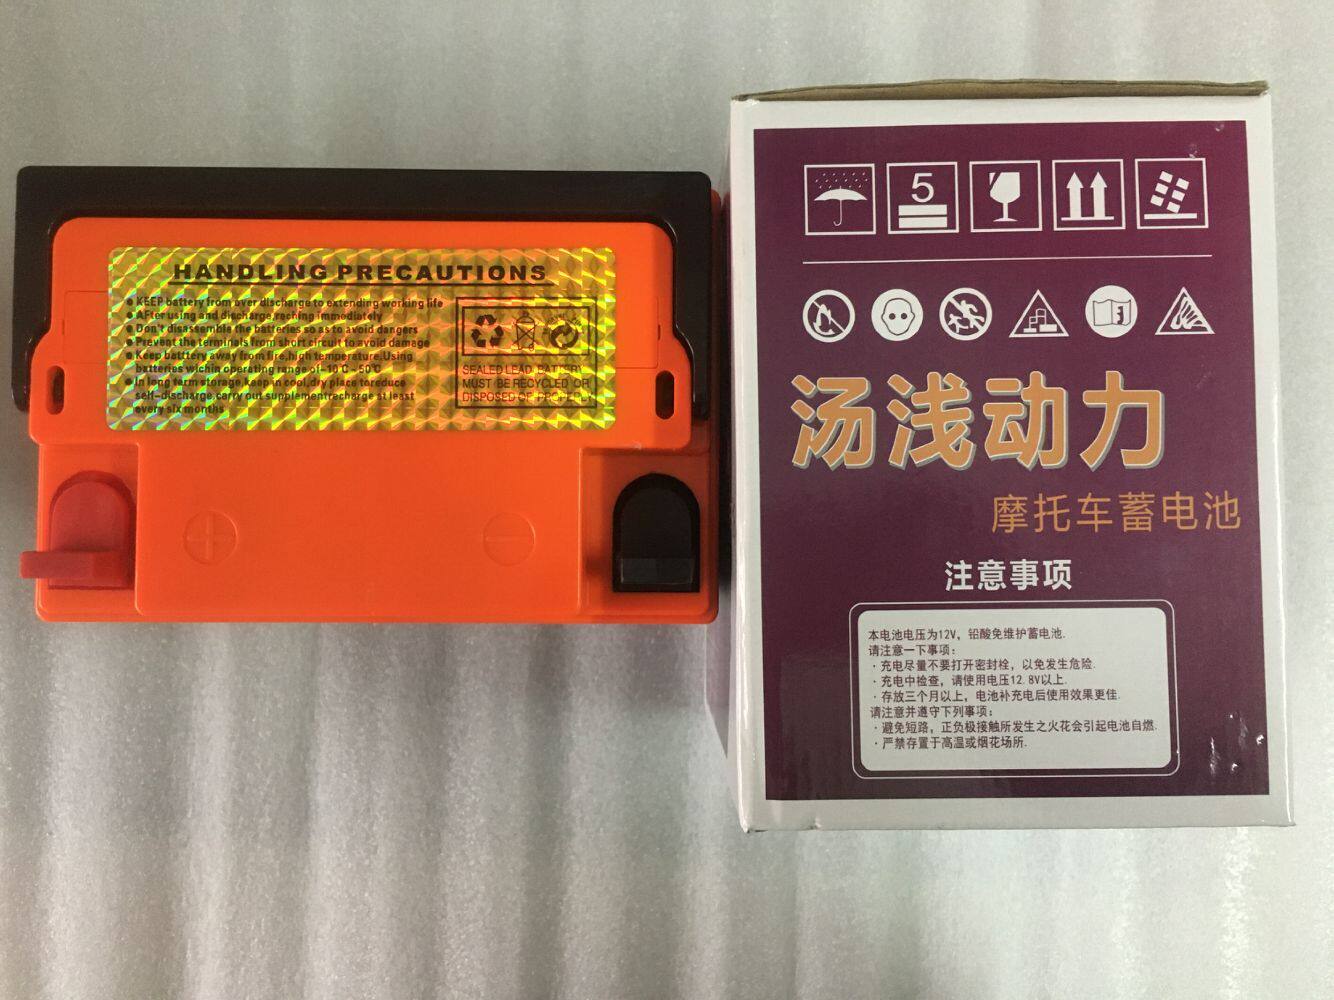 HANDLING PRECAUTIONS
● KEEP battery from over discharge to extending working life
● AFter using and discharge,reching immediately
● Don't disassemble the batteries so as to avoid dangers
● Prevent the terminals from short circuit to avoid damage
● Keep batttery away from fire,high temperature.Using
batteries wichin operating range of-10℃~50℃
● In long term storage,keep in cool,dry place toreduce
self-discharge.carry out supplementrecharge st least
every six months
SEALED LEAD BATTERY
MUST BE RECYCLED OR
DISPOSED OF PROPERLY
5
汤浅动力
摩托车蓄电池
注意事项
本电池电压为12V，铅酸免维护蓄电池.
请注意一下事项：
·充电尽量不要打开密封栓，以免发生危险.
·充电中检查，请使用电压12.8V以上.
·存放三个月以上，电池补充电后使用效果更佳.
请注意并遵守下列事项：
·避免短路，正负极接触所发生之火花会引起电池自燃.
·严禁存置于高温或烟花场所.